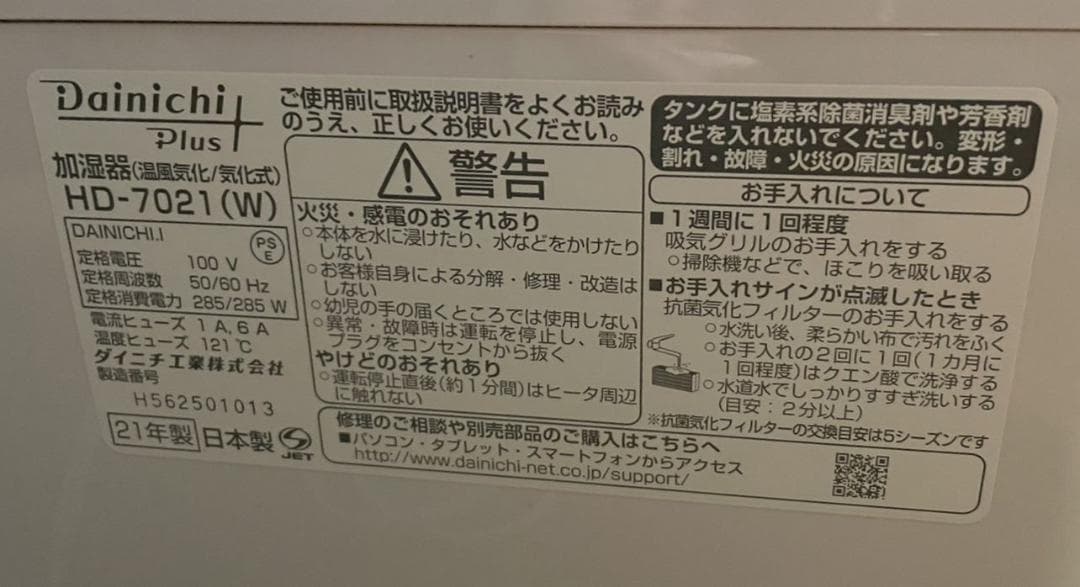 Dainichi
Plus
加湿器(温風気化/気化式)
HD-7021(W)
DAINICHI.I
PS
E
定格電圧 100 V
定格周波数 50/60 Hz
定格消費電力 285/285 W
電流ヒューズ 1 A, 6 A
温度ヒューズ 121℃
ダイニチ工業株式会社
製造番号
H562501013
21年製 日本製 JET
ご使用前に取扱説明書をよくお読み
のうえ、正しくお使いください。
警告
火災・感電のおそれあり
○本体を水に浸けたり、水などをかけたり
しない
○お客様自身による分解・修理・改造は
しない
○幼児の手の届くところでは使用しない
○異常・故障時は運転を停止し、電源
プラグをコンセントから抜く
やけどのおそれあり
○運転停止直後(約1分間)はヒータ周辺
に触れない
タンクに塩素系除菌消臭剤や芳香剤
などを入れないでください。変形・
割れ・故障・火災の原因になります。
お手入れについて
■1週間に1回程度
吸気グリルのお手入れをする
○掃除機などで、ほこりを吸い取る
■お手入れサインが点滅したとき
抗菌気化フィルターのお手入れをする
○水洗い後、柔らかい布で汚れをふく
○お手入れの2回に1回(1カ月に
1回程度)はクエン酸で洗浄する
○水道水でしっかりすすぎ洗いする
(目安:2分以上)
※抗菌気化フィルターの交換目安は5シーズンです
修理のご相談や別売部品のご購入はこちらへ
■パソコン・タブレット・スマートフォンからアクセス
http://www.dainichi-net.co.jp/support/